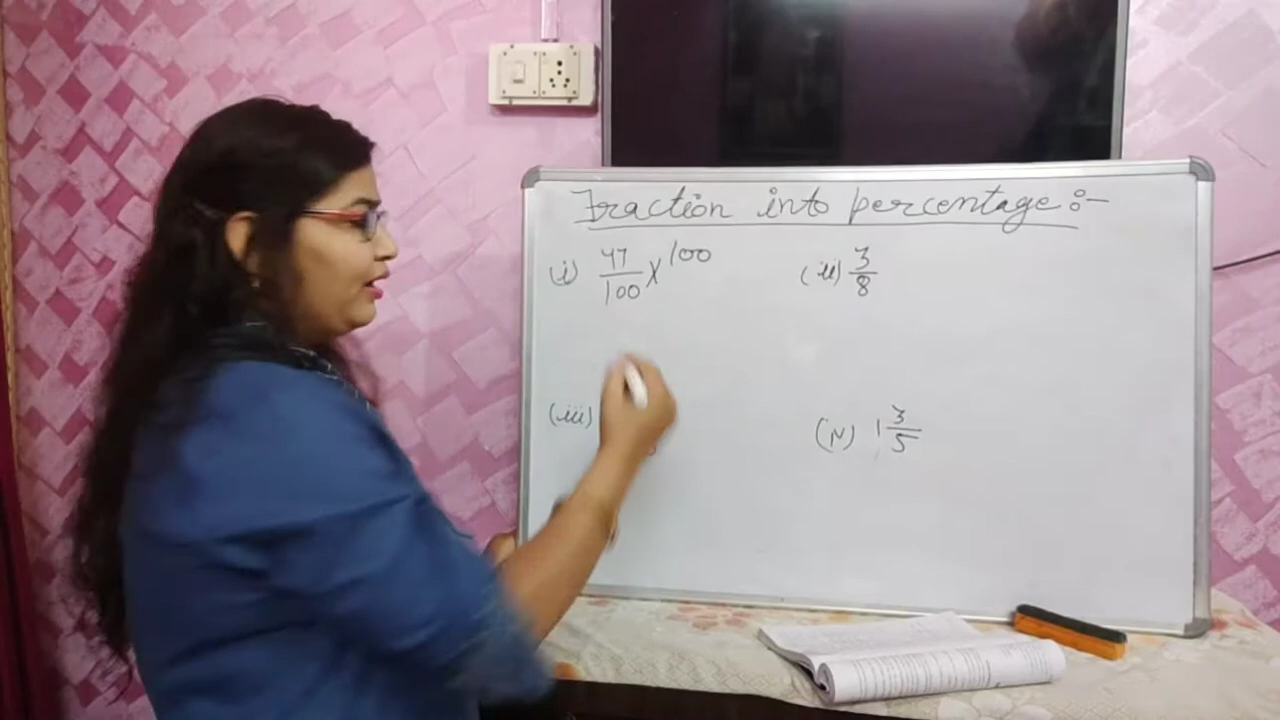 Fraction into percentage :-
(i) 47/100 x 100
(ii) 3/8
(iii)
(iv) 1 3/5